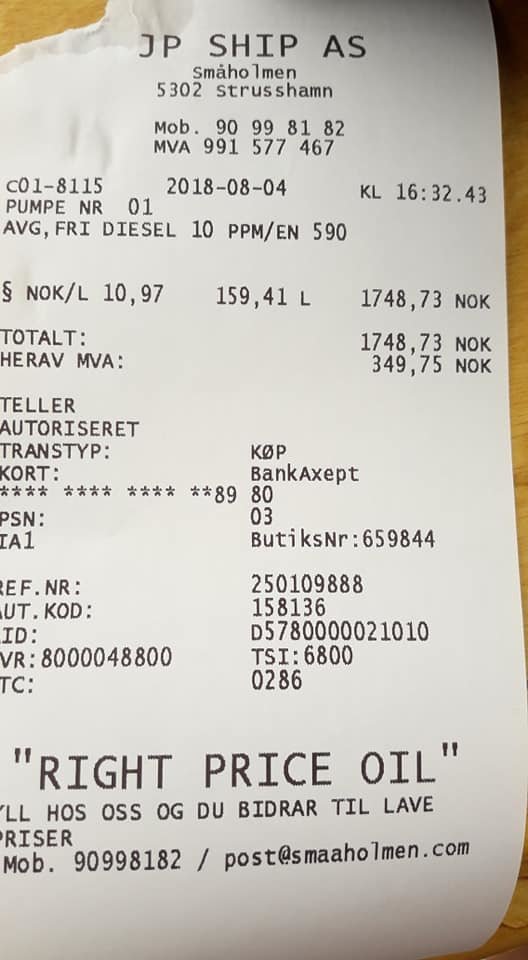 JP SHIP AS
Småholmen
5302 Strusshamn
Mob. 90 99 81 82
MVA 991 577 467
C01-8115 2018-08-04 KL 16:32.43
PUMPE NR 01
AVG,FRI DIESEL 10 PPM/EN 590
§ NOK/L 10,97 159,41 L 1748,73 NOK
TOTALT: 1748,73 NOK
HERAV MVA: 349,75 NOK
TELLER
AUTORISERET
TRANSTYP: KØP
KORT: BankAxept
**** **** **** **89 80
PSN: 03
IA1 ButiksNr:659844
REF.NR: 250109888
AUT.KOD: 158136
ID: D5780000021010
VR:8000048800 TSI:6800
TC: 0286
"RIGHT PRICE OIL"
YLL HOS OSS OG DU BIDRAR TIL LAVE
PRISER
Mob. 90998182 / post@smaaholmen.com